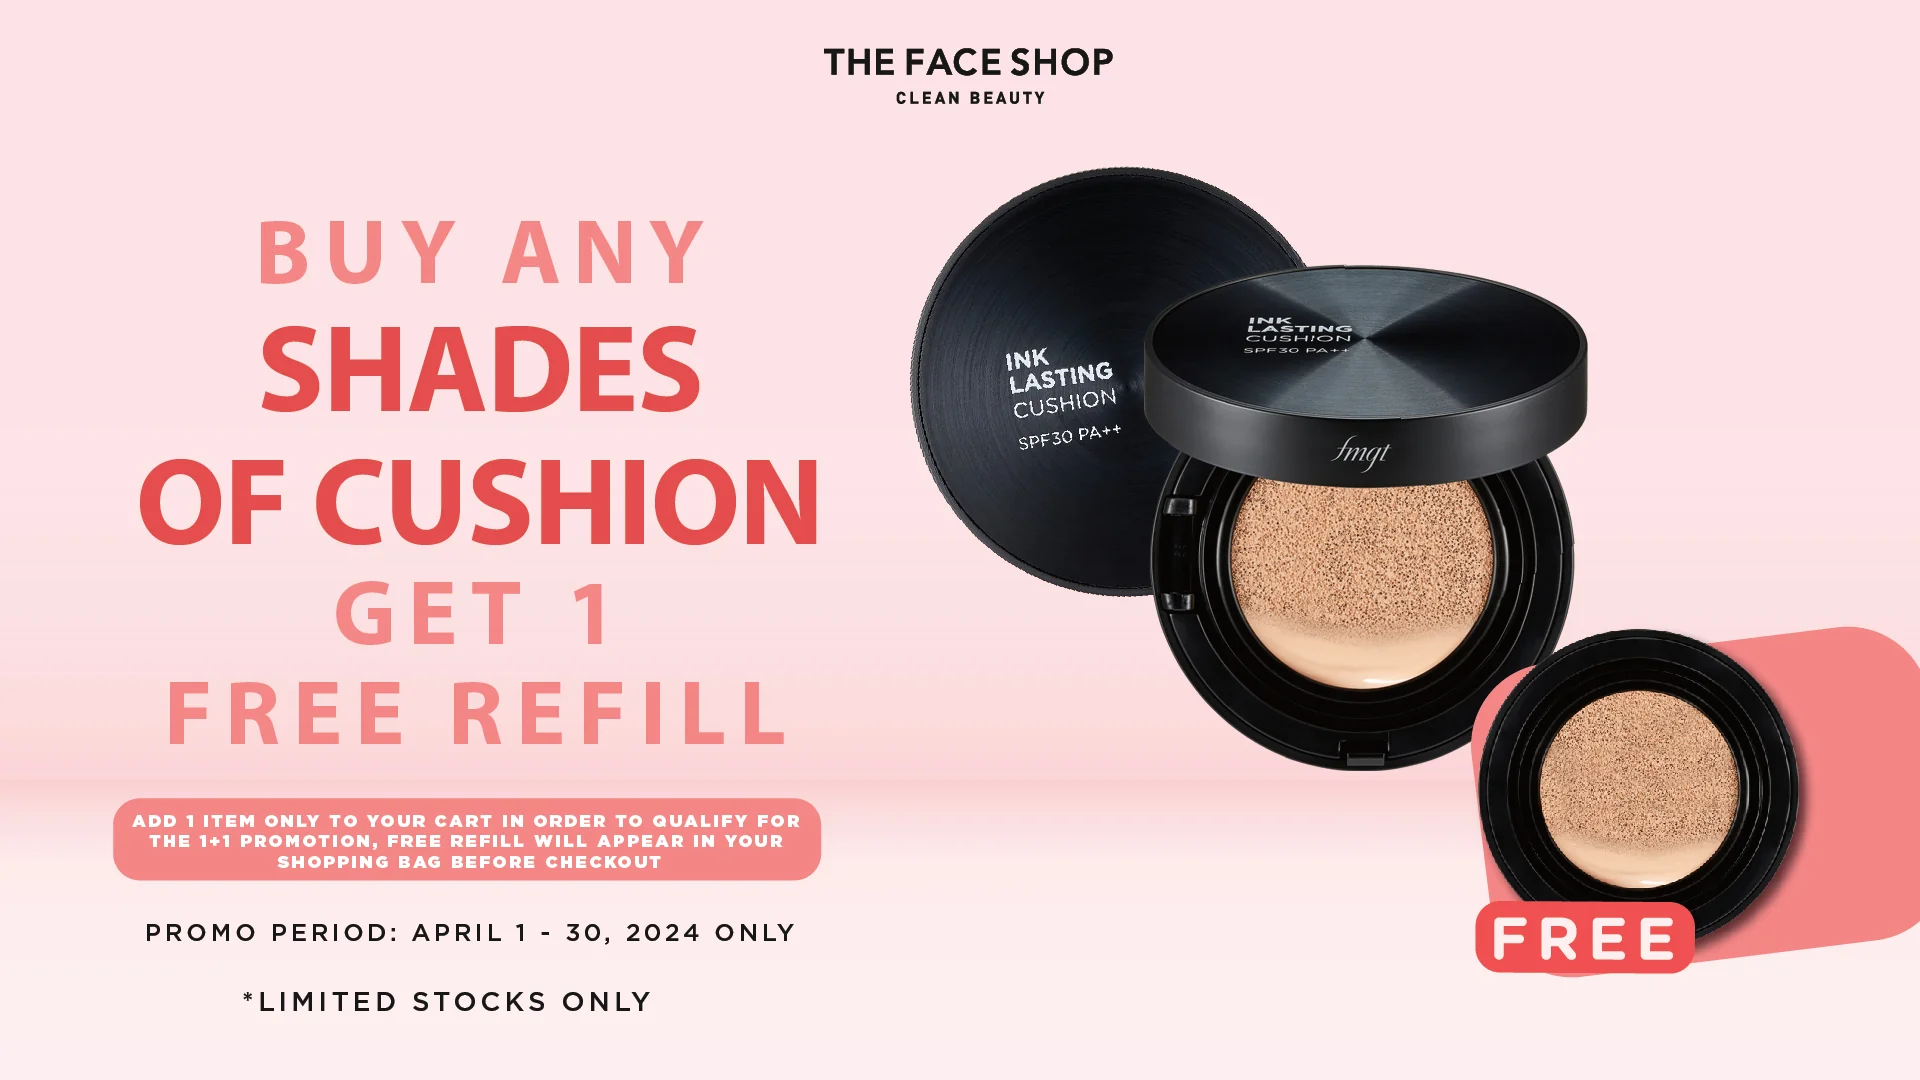 THE FACE SHOP
CLEAN BEAUTY
BUY ANY
SHADES
OF CUSHION
GET 1
FREE REFILL
ADD 1 ITEM ONLY TO YOUR CART IN ORDER TO QUALIFY FOR
THE 1+1 PROMOTION, FREE REFILL WILL APPEAR IN YOUR
SHOPPING BAG BEFORE CHECKOUT
PROMO PERIOD: APRIL 1 - 30, 2024 ONLY
*LIMITED STOCKS ONLY
INK
LASTING
CUSHION
SPF30 PA++
INK
LASTING
CUSHION
SPF30 PA++
fmgt
FREE